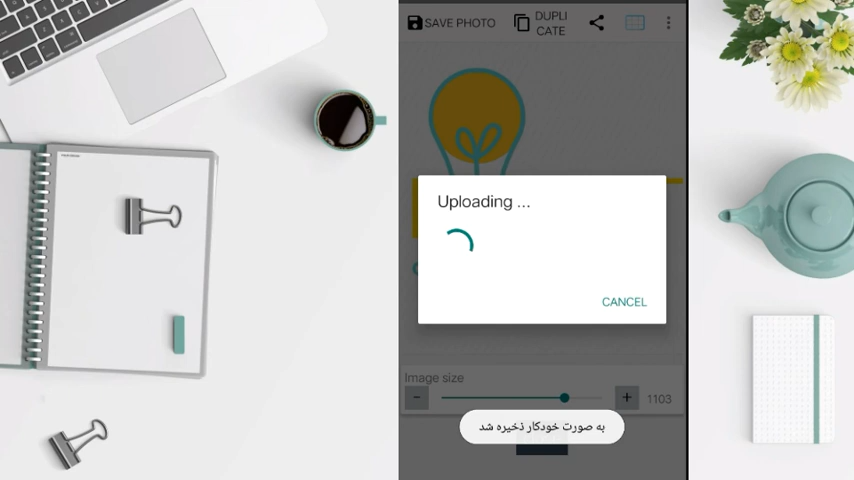 SAVE PHOTO
DUPLI
CATE
Uploading ...
CANCEL
Image size
1103
به صورت خودکار ذخیره شد